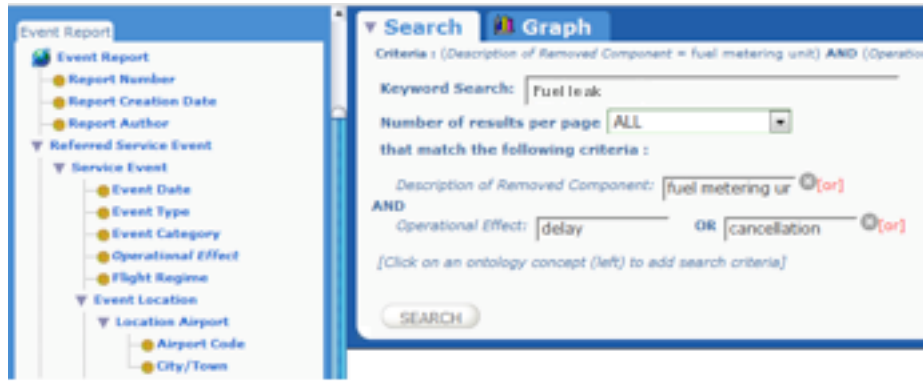 Event Report
Event Report
Report Number
Report Creation Date
Report Author
Referred Service Event
Service Event
Event Date
Event Type
Event Category
Operational Effect
Flight Regime
Event Location
Location Airport
Airport Code
City/Town
Search Graph
Criteria : (Description of Removed Component = fuel metering unit) AND (Operation
Keyword Search: Fuel leak
Number of results per page ALL
that match the following criteria :
Description of Removed Component: fuel metering ur [or]
AND
Operational Effect: delay OR cancellation [or]
[Click on an ontology concept (left) to add search criteria]
SEARCH